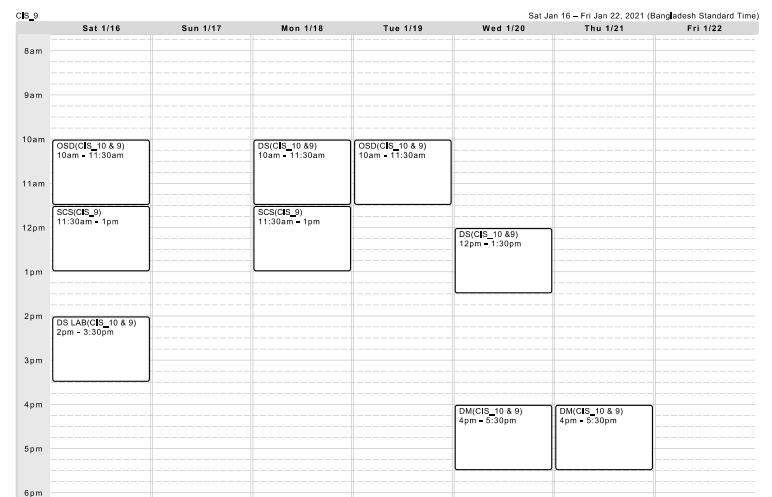 CIS_9
Sat Jan 16 – Fri Jan 22, 2021 (Bangladesh Standard Time)
Sat 1/16 Sun 1/17 Mon 1/18 Tue 1/19 Wed 1/20 Thu 1/21 Fri 1/22
8am
9am
10am
OSD(CIS_10 & 9)
10am - 11:30am
DS(CIS_10 &9)
10am - 11:30am
OSD(CIS_10 & 9)
10am - 11:30am
11am
SCS(CIS_9)
11:30am - 1pm
SCS(CIS_9)
11:30am - 1pm
12pm
DS(CIS_10 &9)
12pm - 1:30pm
1pm
2pm
DS LAB(CIS_10 & 9)
2pm - 3:30pm
3pm
4pm
DM(CIS_10 & 9)
4pm - 5:30pm
DM(CIS_10 & 9)
4pm - 5:30pm
5pm
6pm